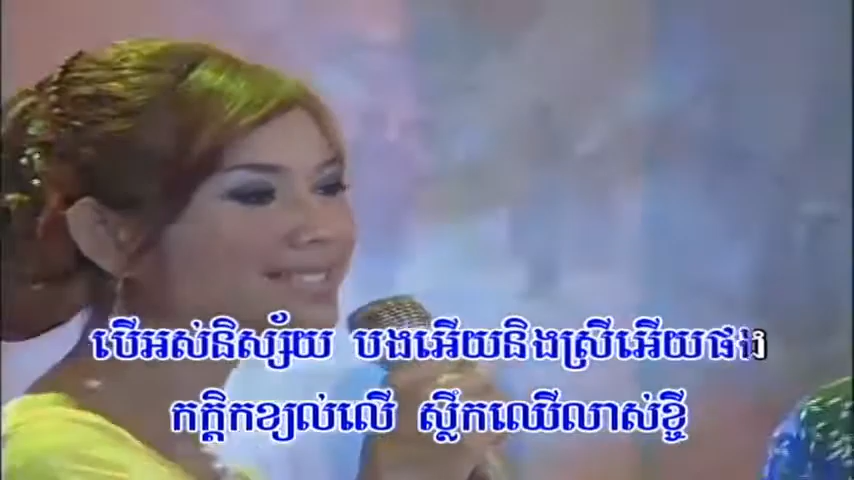 បើអស់និស្ស័យ បងអើយនិងស្រីអើយផង
កក្តិកខ្យល់លើ ស្លឹកឈើលាស់ខ្ចី